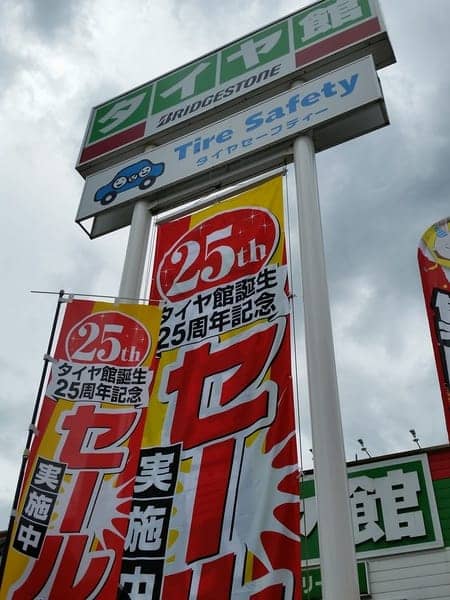 タイヤ館
BRIDGESTONE
Tire Safety
タイヤセーフティー
25th
タイヤ館誕生
25周年記念
セール
実施中
25th
タイヤ館誕生
25周年記念
セール
実施中
館